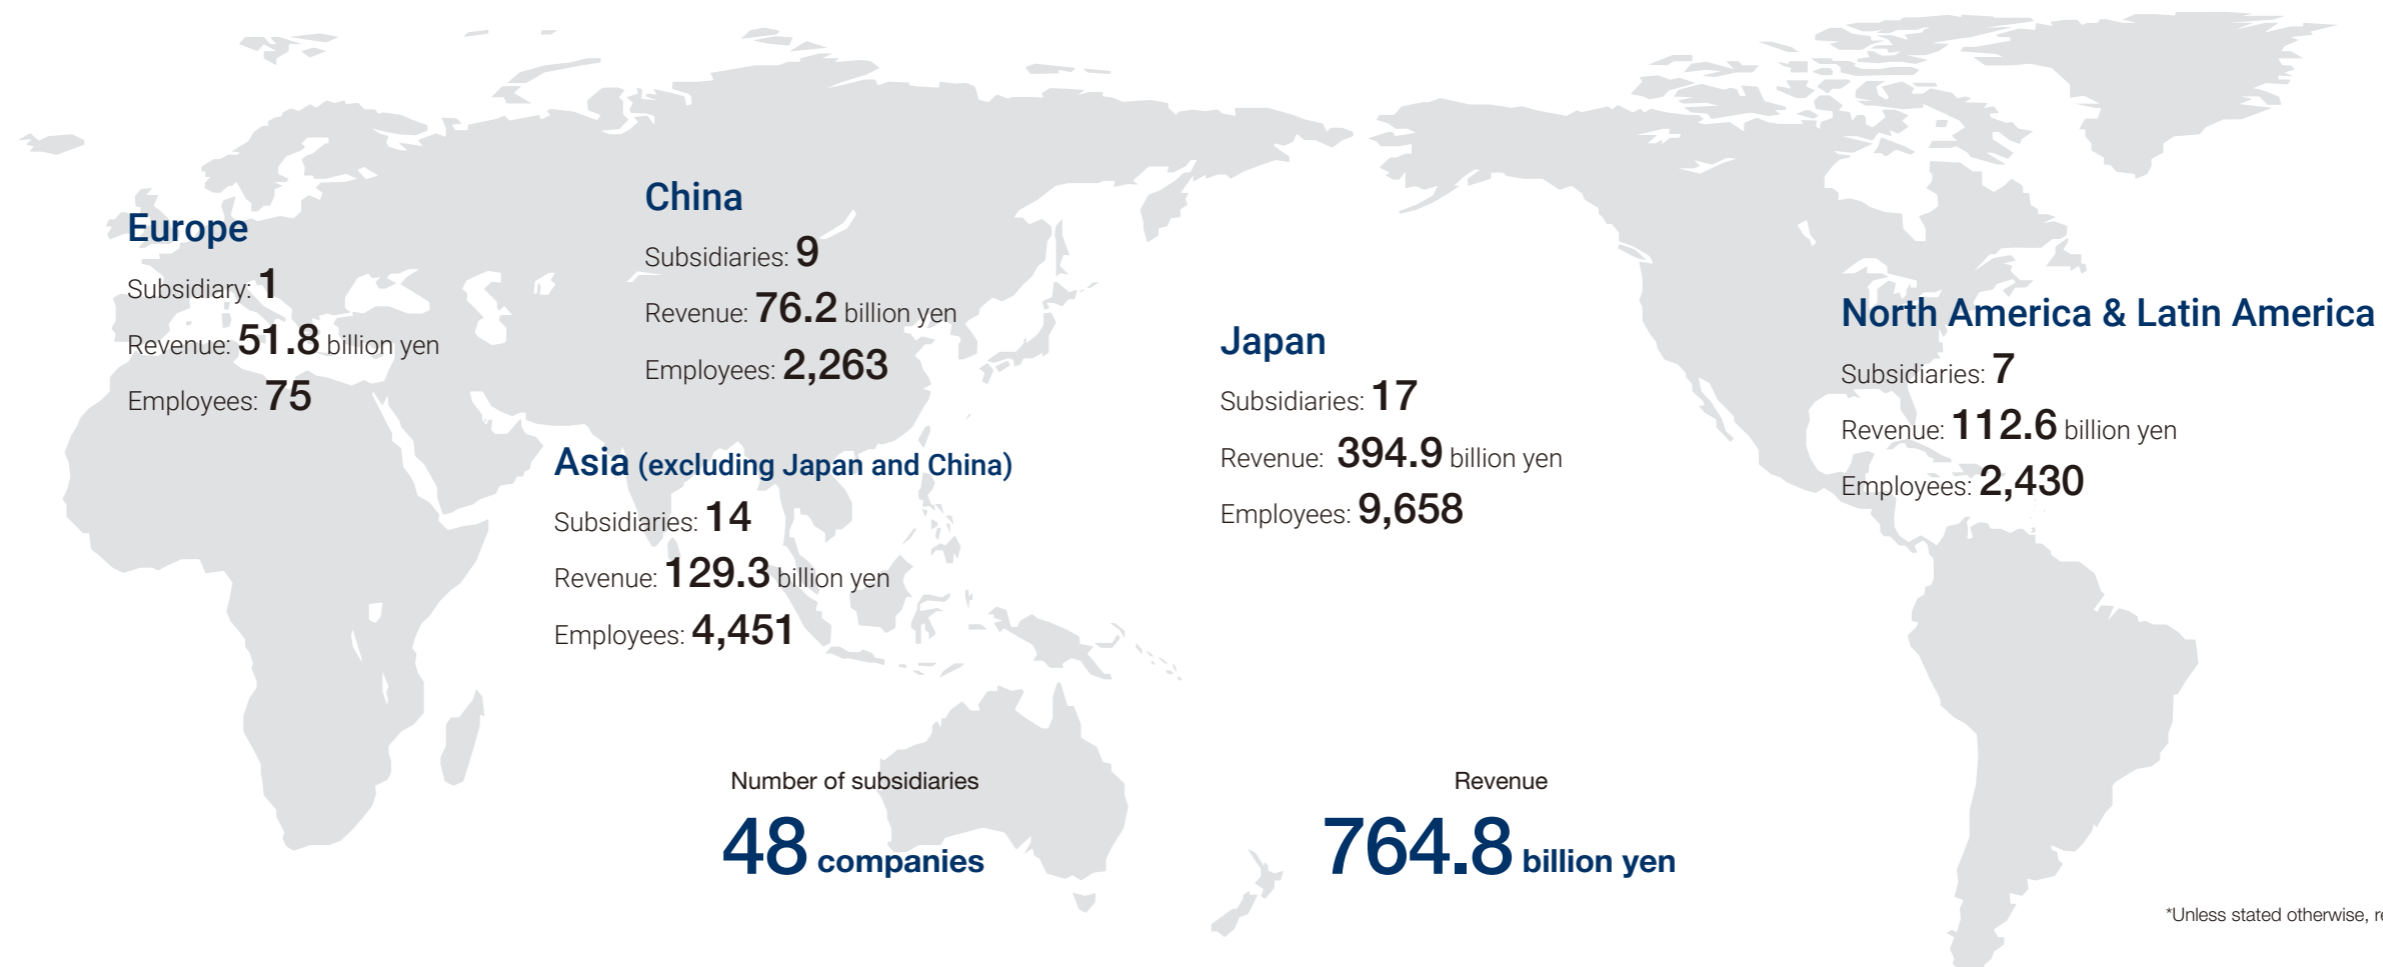 Europe
Subsidiary: 1
Revenue: 51.8 billion yen
Employees: 75
China
Subsidiaries: 9
Revenue: 76.2 billion yen
Employees: 2,263
Asia (excluding Japan and China)
Subsidiaries: 14
Revenue: 129.3 billion yen
Employees: 4,451
Japan
Subsidiaries: 17
Revenue: 394.9 billion yen
Employees: 9,658
North America & Latin America
Subsidiaries: 7
Revenue: 112.6 billion yen
Employees: 2,430
Number of subsidiaries
48 companies
Revenue
764.8 billion yen
*Unless stated otherwise,